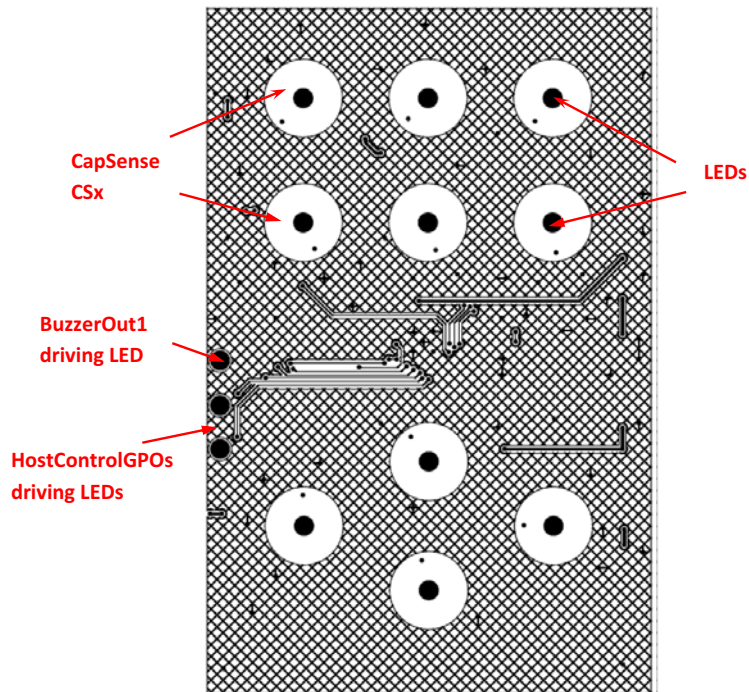 CapSense
CSx
LEDs
BuzzerOut1
driving LED
HostControlGPOs
driving LEDs